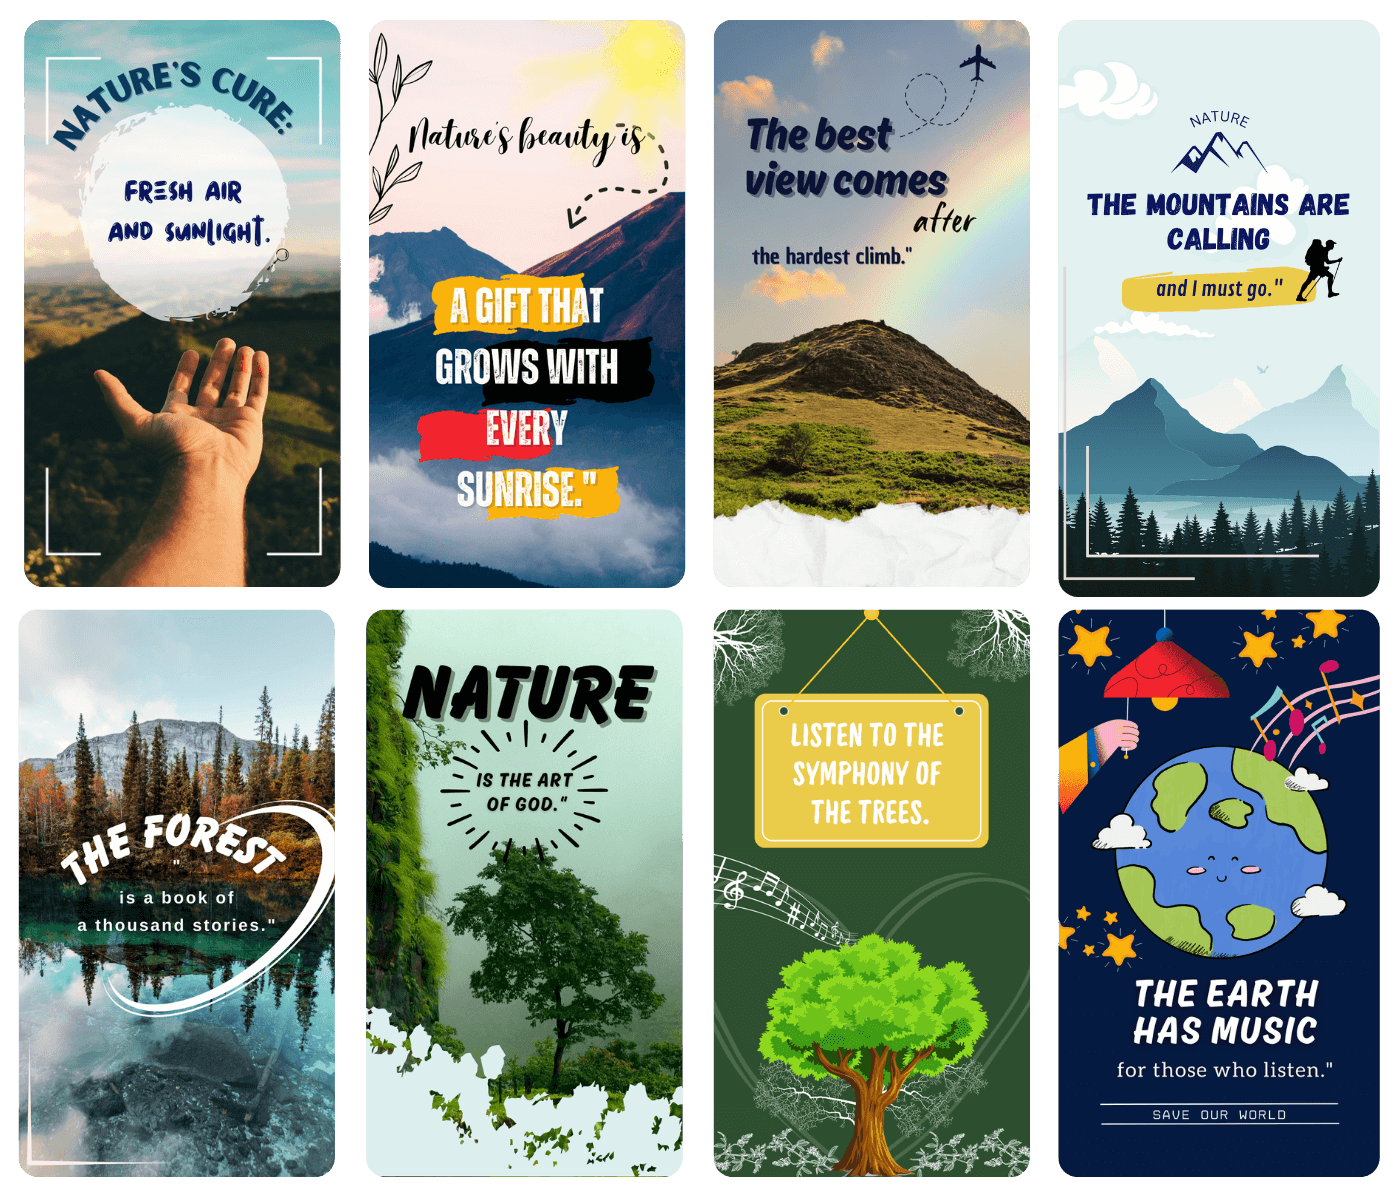 NATURE'S CURE:
FRESH AIR
AND SUNLIGHT.
Nature's beauty is
A GIFT THAT
GROWS WITH
EVERY
SUNRISE."
The best
view comes
after
the hardest climb."
NATURE
THE MOUNTAINS ARE
CALLING
and I must go."
THE FOREST
"
is a book of
a thousand stories."
NATURE
IS THE ART
OF GOD."
LISTEN TO THE
SYMPHONY OF
THE TREES.
THE EARTH
HAS MUSIC
for those who listen."
SAVE OUR WORLD